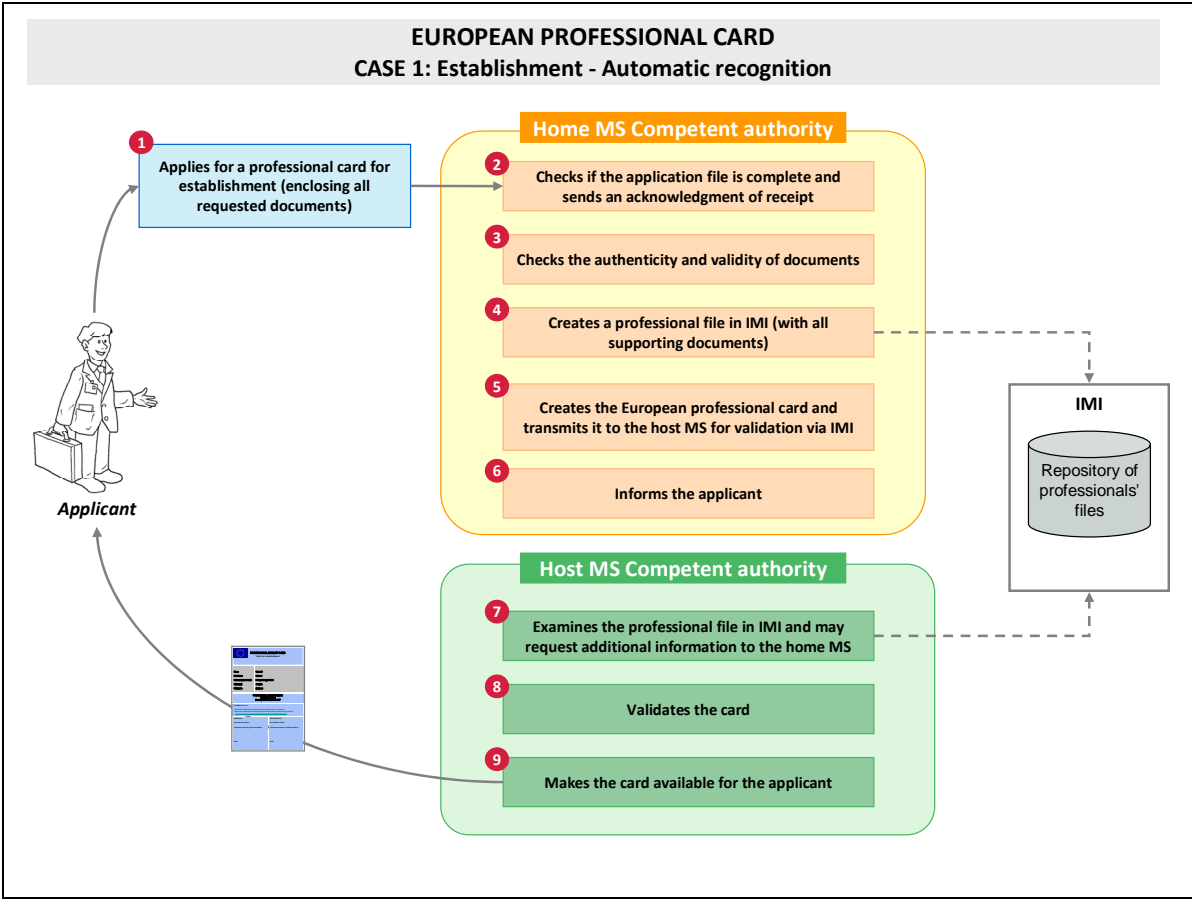 EUROPEAN PROFESSIONAL CARD
CASE 1: Establishment - Automatic recognition
1
Applies for a professional card for
establishment (enclosing all
requested documents)
Home MS Competent authority
2
Checks if the application file is complete and
sends an acknowledgment of receipt
3
Checks the authenticity and validity of documents
4
Creates a professional file in IMI (with all
supporting documents)
5
Creates the European professional card and
transmits it to the host MS for validation via IMI
6
Informs the applicant
IMI
Repository of
professionals'
files
Applicant
Host MS Competent authority
7
Examines the professional file in IMI and may
request additional information to the home MS
8
Validates the card
9
Makes the card available for the applicant